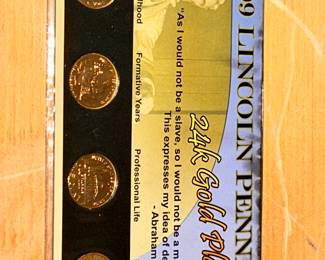 9 LINCOLN PENN
24k Gold Pl
"As I would not be a slave, so I would not be a m
This expresses my idea of de
- Abraham
dhood
Formative Years
Professional Life